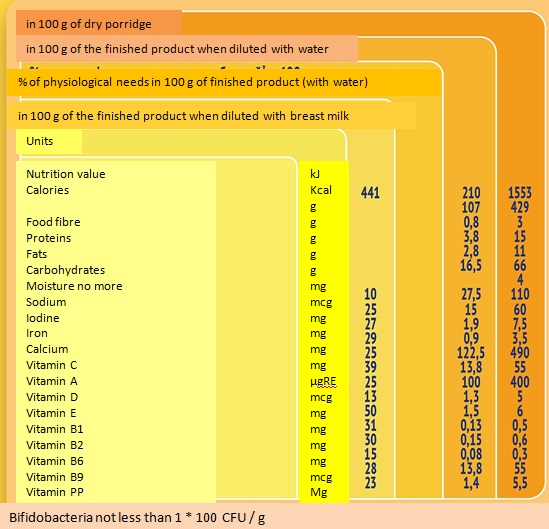 in 100 g of dry porridge
in 100 g of the finished product when diluted with water
% of physiological needs in 100 g of finished product (with water)
in 100 g of the finished product when diluted with breast milk
Units
Nutrition value kJ
Calories Kcal 441 210 1553
g 107 429
Food fibre g 0,8 3
Proteins g 3,8 15
Fats g 2,8 11
Carbohydrates g 16,5 66
Moisture no more mg 4
Sodium mcg 10 27,5 110
Iodine mg 25 15 60
Iron mg 27 1,9 7,5
Calcium mg 29 0,9 3,5
Vitamin C mg 25 122,5 490
Vitamin A µgRE 39 13,8 55
Vitamin D mcg 25 100 400
Vitamin E mg 13 1,3 5
Vitamin B1 mg 50 1,5 6
Vitamin B2 mg 31 0,13 0,5
Vitamin B6 mg 30 0,15 0,6
Vitamin B9 mcg 15 0,08 0,3
Vitamin PP Mg 28 13,8 55
23 1,4 5,5
Bifidobacteria not less than 1 * 100 CFU / g